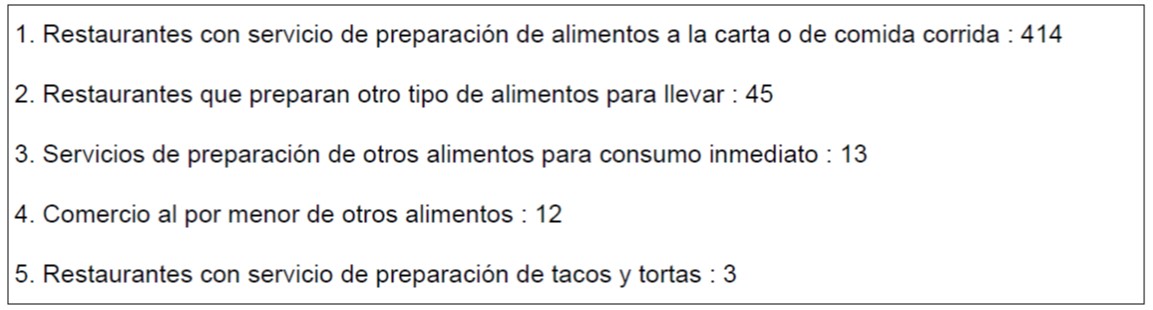 1. Restaurantes con servicio de preparación de alimentos a la carta o de comida corrida : 414
2. Restaurantes que preparan otro tipo de alimentos para llevar : 45
3. Servicios de preparación de otros alimentos para consumo inmediato : 13
4. Comercio al por menor de otros alimentos : 12
5. Restaurantes con servicio de preparación de tacos y tortas : 3